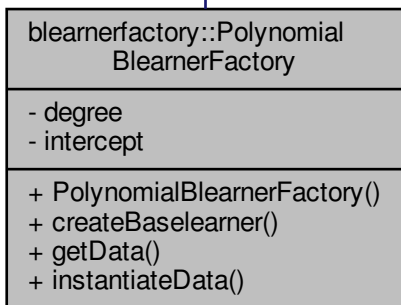 blearnerfactory::Polynomial
BlearnerFactory
- degree
- intercept
+ PolynomialBlearnerFactory()
+ createBaselearner()
+ getData()
+ instantiateData()